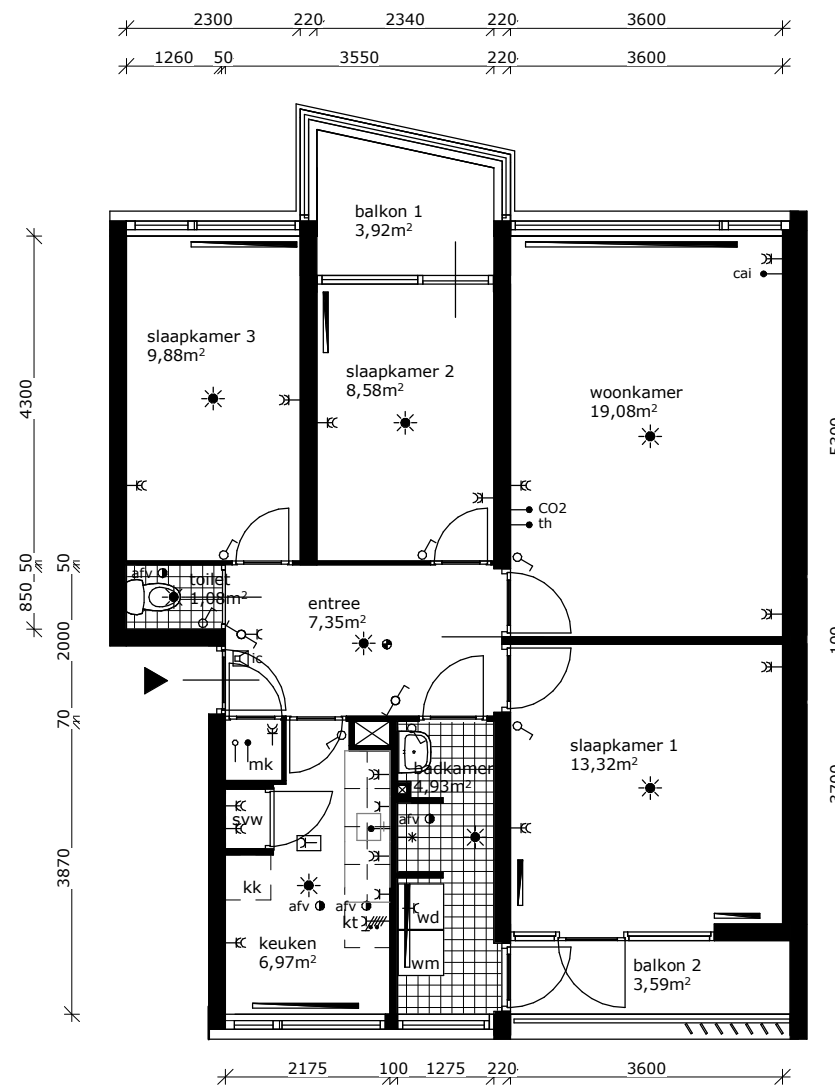 2300 220 2340 220 3600
1260 50 3550 220 3600
balkon 1
3,92m²
cai
slaapkamer 3
9,88m²
slaapkamer 2
8,58m²
woonkamer
19,08m²
4300
5300
CO2
th
afv
toilet
1,08m²
entree
7,35m²
50
50
850
2000
100
ic
70
mk
badkamer
4,93m²
slaapkamer 1
13,32m²
3700
svw
afv
3870
kk
afv
afv
kt
wd
keuken
6,97m²
wm
balkon 2
3,59m²
2175 100 1275 220 3600